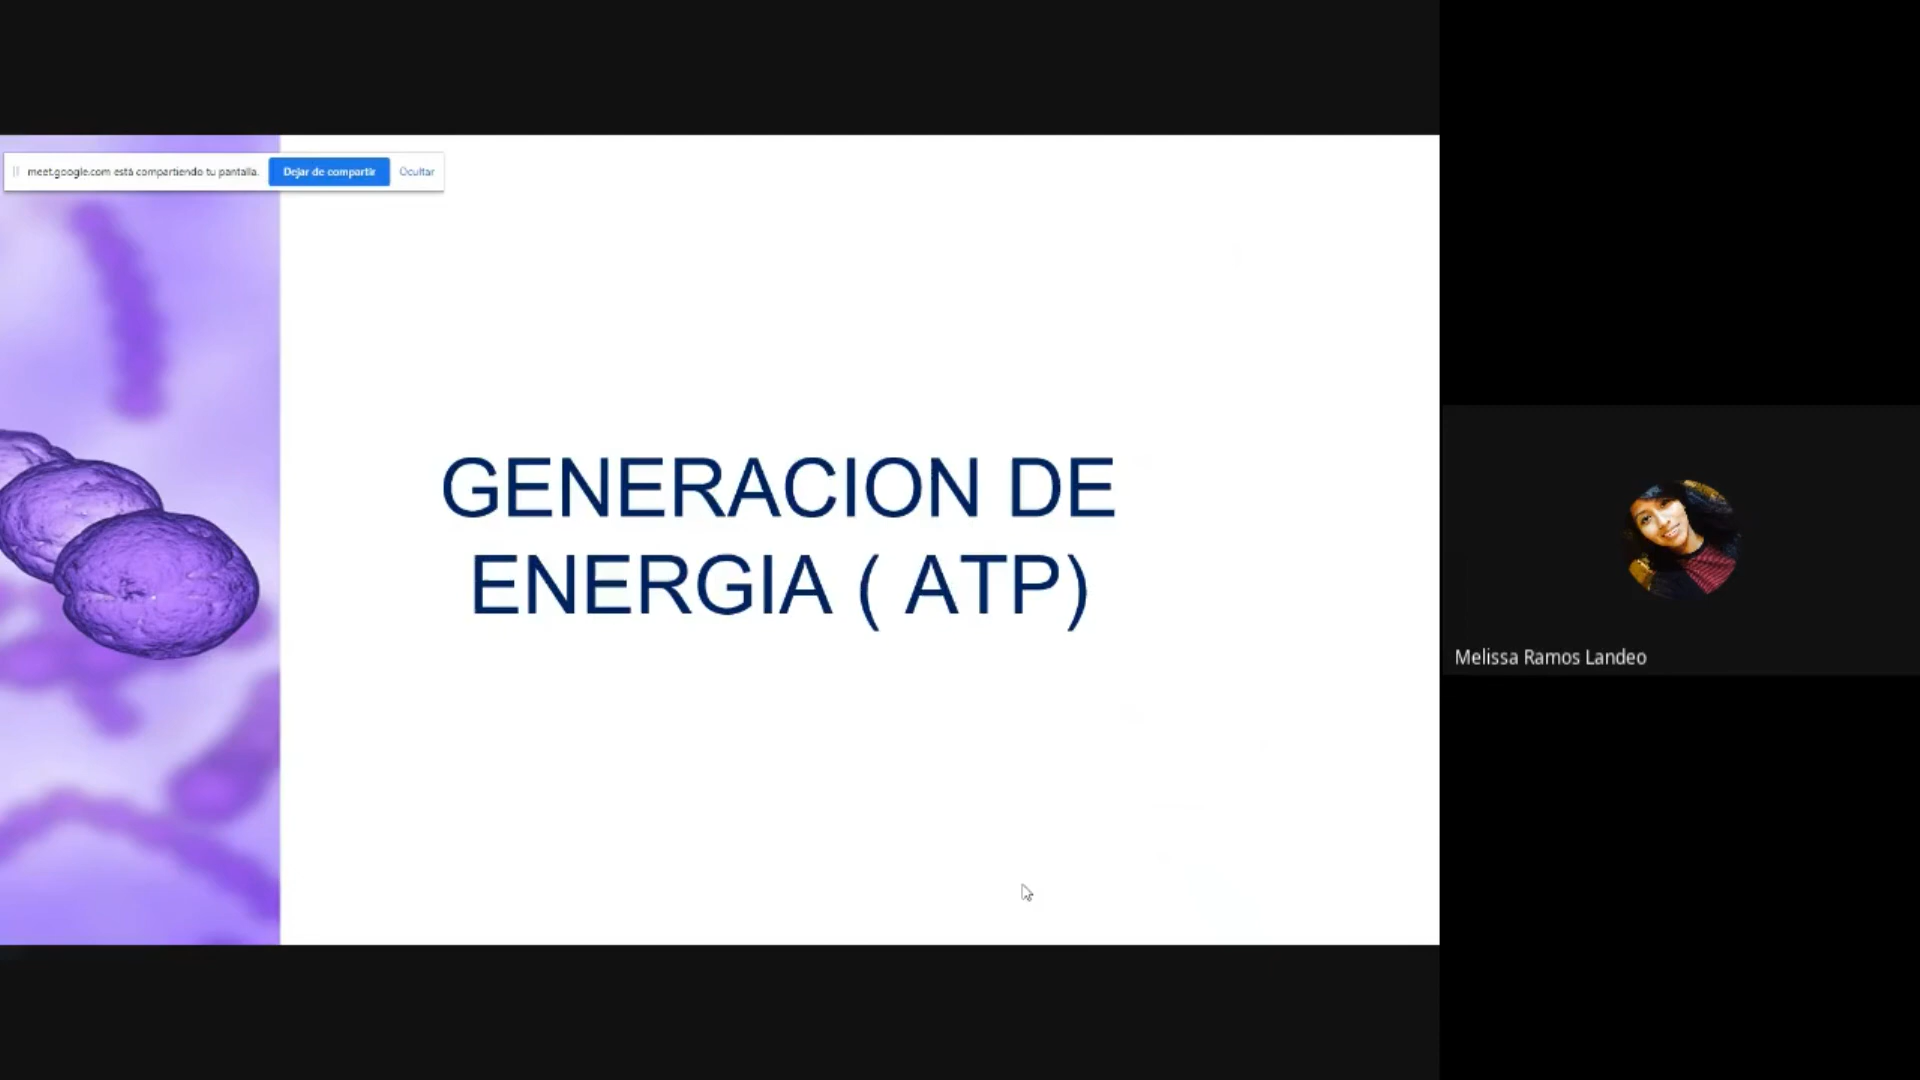 meet.google.com está compartiendo tu pantalla. Dejar de compartir Ocultar
GENERACION DE
ENERGIA ( ATP)
Melissa Ramos Landeo